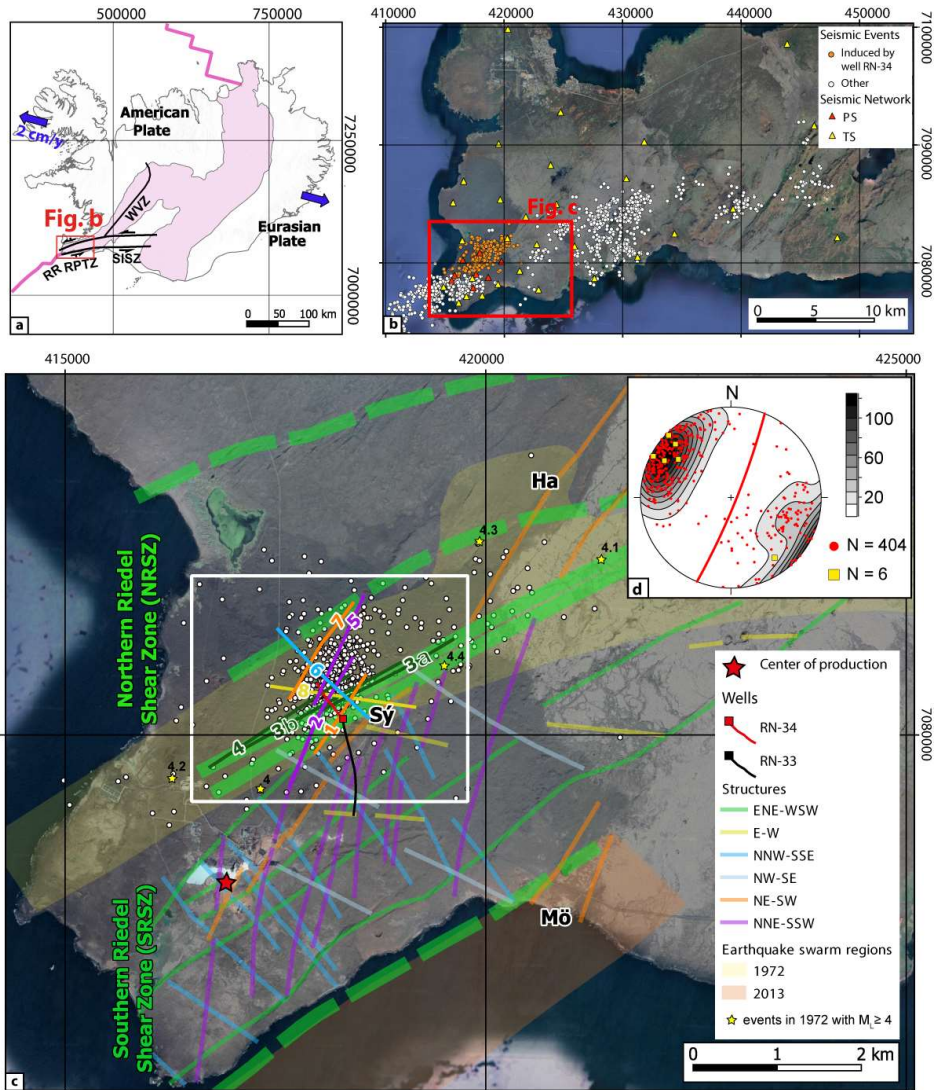 5000000
7500000
American
Plate
7250000
2 cm/y
Fig. b
WVZ
Eurasian
Plate
RR RPTZ
SISZ
7000000
0 50 100 km
a
410000
420000
430000
440000
450000
7100000
7090000
7080000
Seismic Events
Induced by
well RN-34
Other
Seismic Network
PS
TS
Fig. c
0 5 10 km
b
415000
420000
425000
7080000
Northern Riedel
Shear Zone (NRSZ)
Southern Riedel
Shear Zone (SRSZ)
Ha
4.3
4.1
4.4
4.2
4
7
5
6
3a
8
2
3b
1
4
Sý
Mö
N
100
60
20
N = 404
N = 6
d
Center of production
Wells
RN-34
RN-33
Structures
ENE-WSW
E-W
NNW-SSE
NW-SE
NE-SW
NNE-SSW
Earthquake swarm regions
1972
2013
events in 1972 with ML ≥ 4
0 1 2 km
c